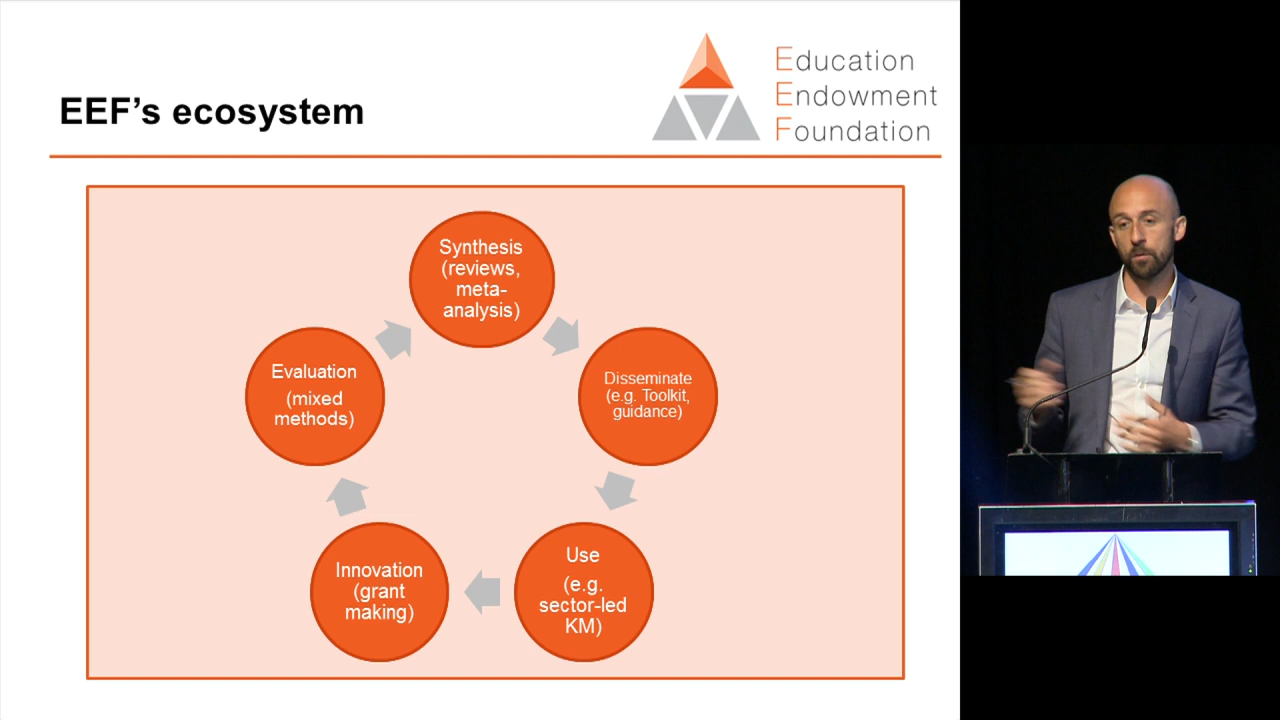 EEF’s ecosystem
Education
Endowment
Foundation
Synthesis
(reviews,
meta-
analysis)
Disseminate
(e.g. Toolkit,
guidance)
Use
(e.g.
sector-led
KM)
Innovation
(grant
making)
Evaluation
(mixed
methods)